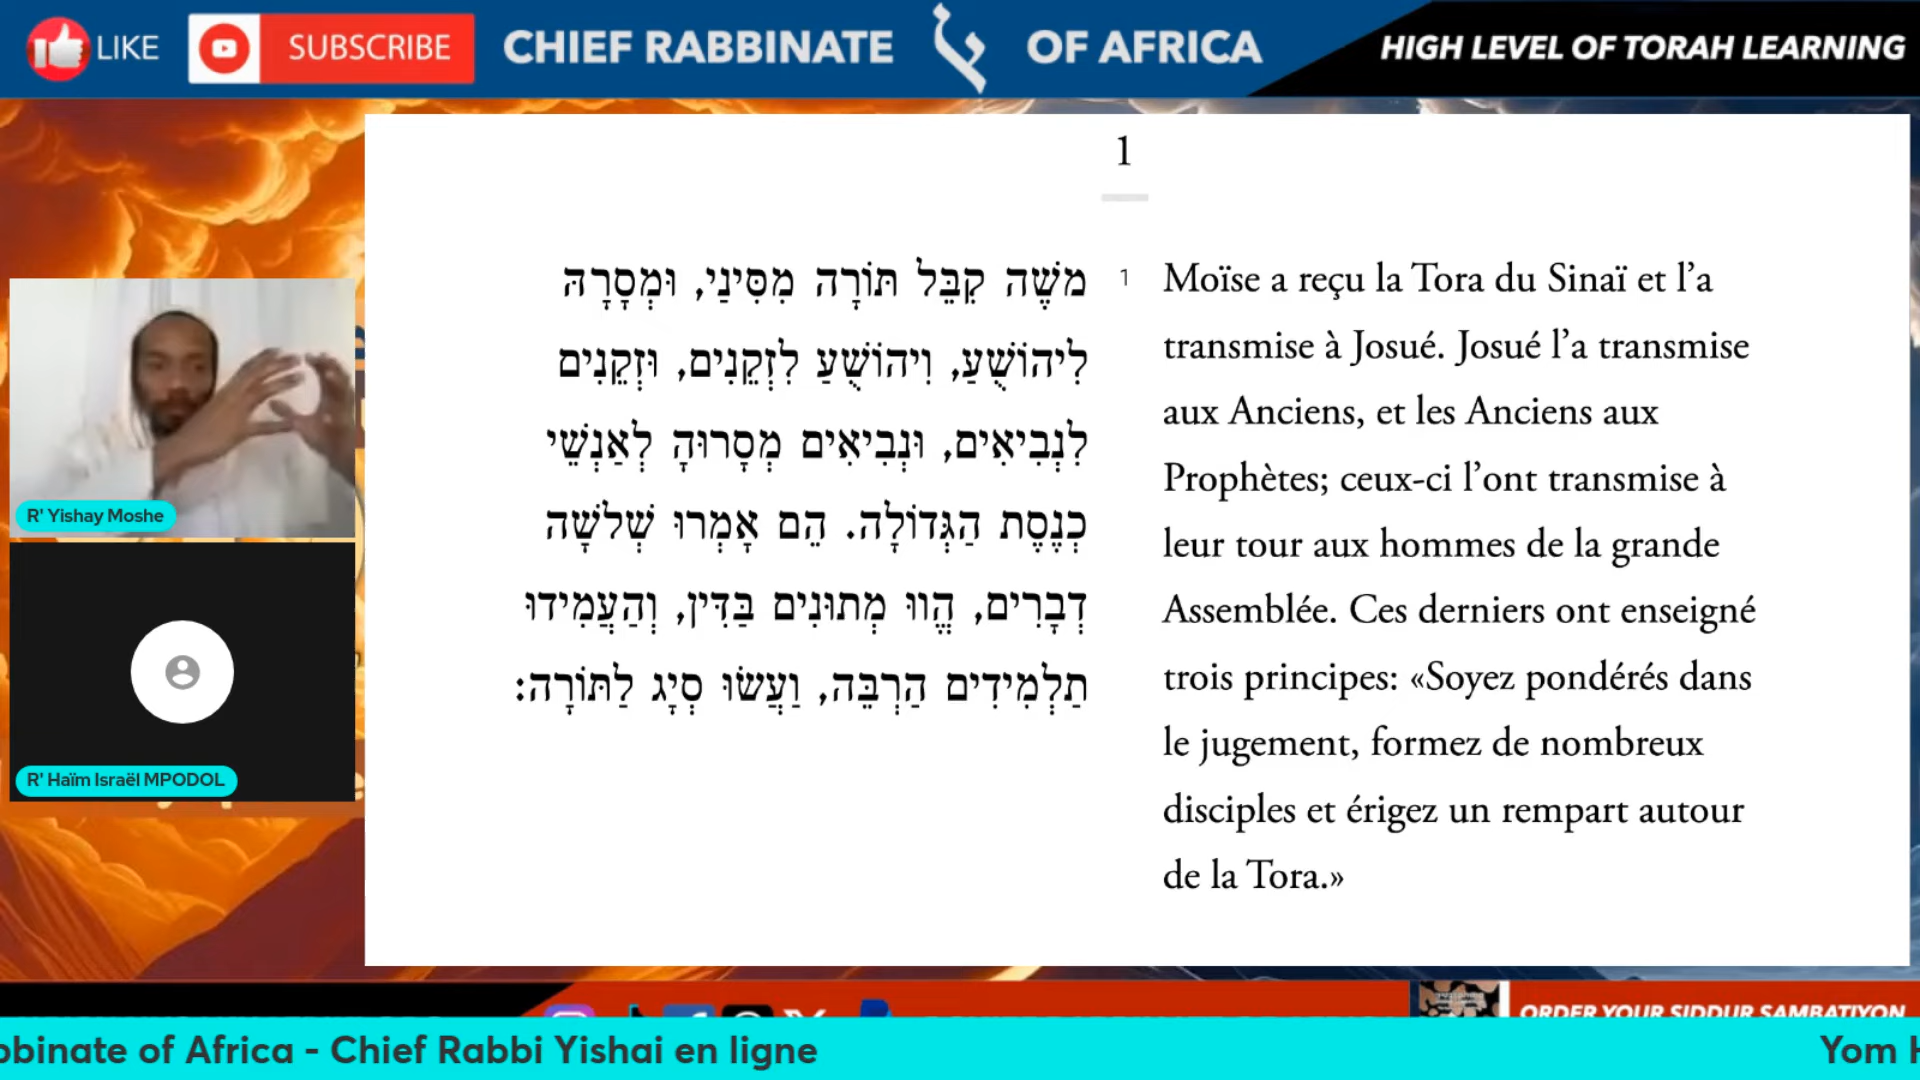 LIKE
SUBSCRIBE
CHIEF RABBINATE OF AFRICA
HIGH LEVEL OF TORAH LEARNING
1
מֹשֶׁה קִבֵּל תּוֹרָה מִסִּינַי, וּמְסָרָהּ
לִיהוֹשֻׁעַ, וִיהוֹשֻׁעַ לִזְקֵנִים, וּזְקֵנִים
לִנְבִיאִים, וּנְבִיאִים מְסָרוּהָ לְאַנְשֵׁי
כְנֶסֶת הַגְּדוֹלָה. הֵם אָמְרוּ שְׁלֹשָׁה
דְבָרִים, הֱווּ מְתוּנִים בַּדִּין, וְהַעֲמִידוּ
תַלְמִידִים הַרְבֵּה, וַעֲשׂוּ סְיָג לַתּוֹרָה:
1
Moïse a reçu la Tora du Sinaï et l’a
transmise à Josué. Josué l’a transmise
aux Anciens, et les Anciens aux
Prophètes; ceux-ci l’ont transmise à
leur tour aux hommes de la grande
Assemblée. Ces derniers ont enseigné
trois principes: «Soyez pondérés dans
le jugement, formez de nombreux
disciples et érigez un rempart autour
de la Tora.»
R' Yishay Moshe
R' Haïm Israël MPODOL
ORDER YOUR SIDDUR SAMBATIYON
of Africa - Chief Rabbi Yishai en ligne
Yom